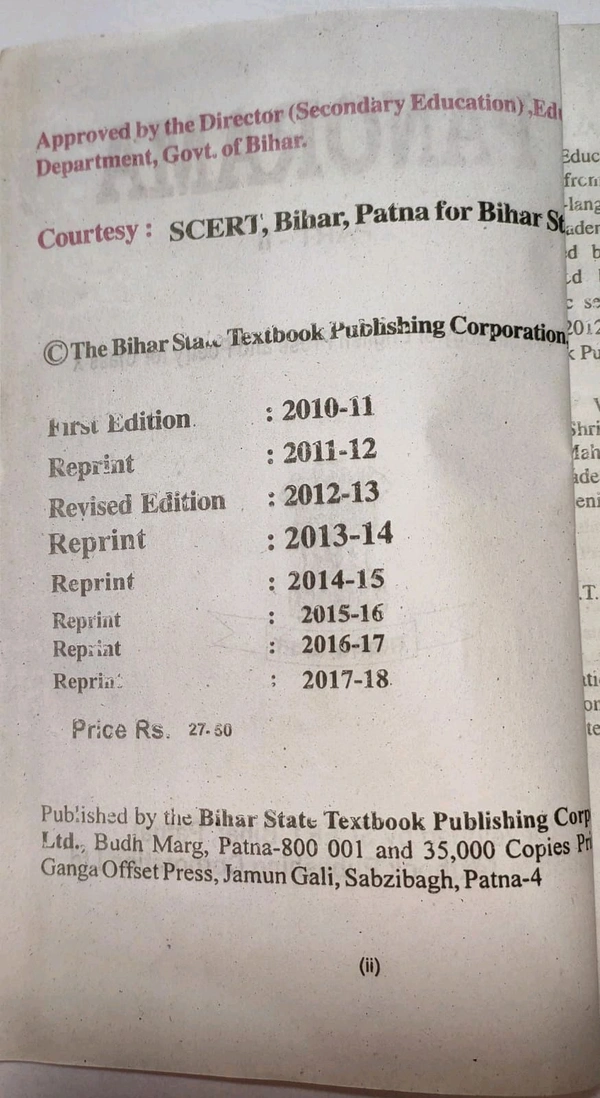 Approved by the Director (Secondary Education) ,Edu
Department, Govt. of Bihar.
Courtesy : SCERT, Bihar, Patna for Bihar St
©The Bihar State Textbook Publishing Corporation
First Edition : 2010-11
Reprint : 2011-12
Revised Edition : 2012-13
Reprint : 2013-14
Reprint : 2014-15
Reprint : 2015-16
Reprint : 2016-17
Reprint : 2017-18
Price Rs. 27-50
Published by the Bihar State Textbook Publishing Corp
Ltd., Budh Marg, Patna-800 001 and 35,000 Copies Pri
Ganga Offset Press, Jamun Gali, Sabzibagh, Patna-4
(ii)